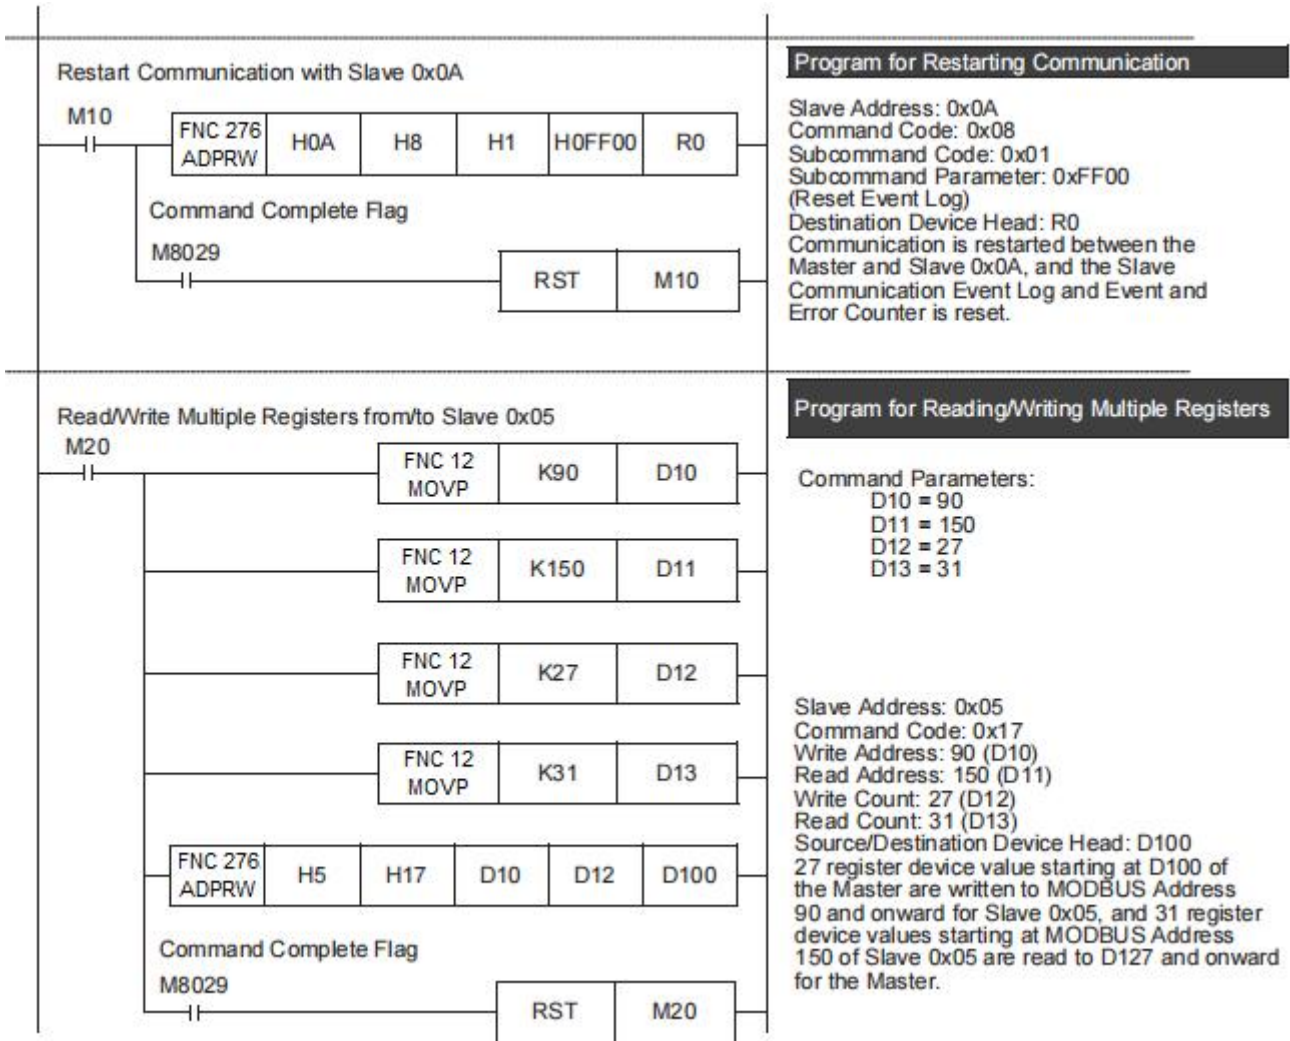 Restart Communication with Slave 0x0A
Program for Restarting Communication
M10
FNC 276 ADPRW H0A H8 H1 H0FF00 R0
Command Complete Flag
M8029
RST M10
Slave Address: 0x0A
Command Code: 0x08
Subcommand Code: 0x01
Subcommand Parameter: 0xFF00
(Reset Event Log)
Destination Device Head: R0
Communication is restarted between the
Master and Slave 0x0A, and the Slave
Communication Event Log and Event and
Error Counter is reset.
Read/Write Multiple Registers from/to Slave 0x05
Program for Reading/Writing Multiple Registers
M20
FNC 12 MOVP K90 D10
FNC 12 MOVP K150 D11
FNC 12 MOVP K27 D12
FNC 12 MOVP K31 D13
FNC 276 ADPRW H5 H17 D10 D12 D100
Command Complete Flag
M8029
RST M20
Command Parameters:
D10 = 90
D11 = 150
D12 = 27
D13 = 31
Slave Address: 0x05
Command Code: 0x17
Write Address: 90 (D10)
Read Address: 150 (D11)
Write Count: 27 (D12)
Read Count: 31 (D13)
Source/Destination Device Head: D100
27 register device value starting at D100 of
the Master are written to MODBUS Address
90 and onward for Slave 0x05, and 31 register
device values starting at MODBUS Address
150 of Slave 0x05 are read to D127 and onward
for the Master.